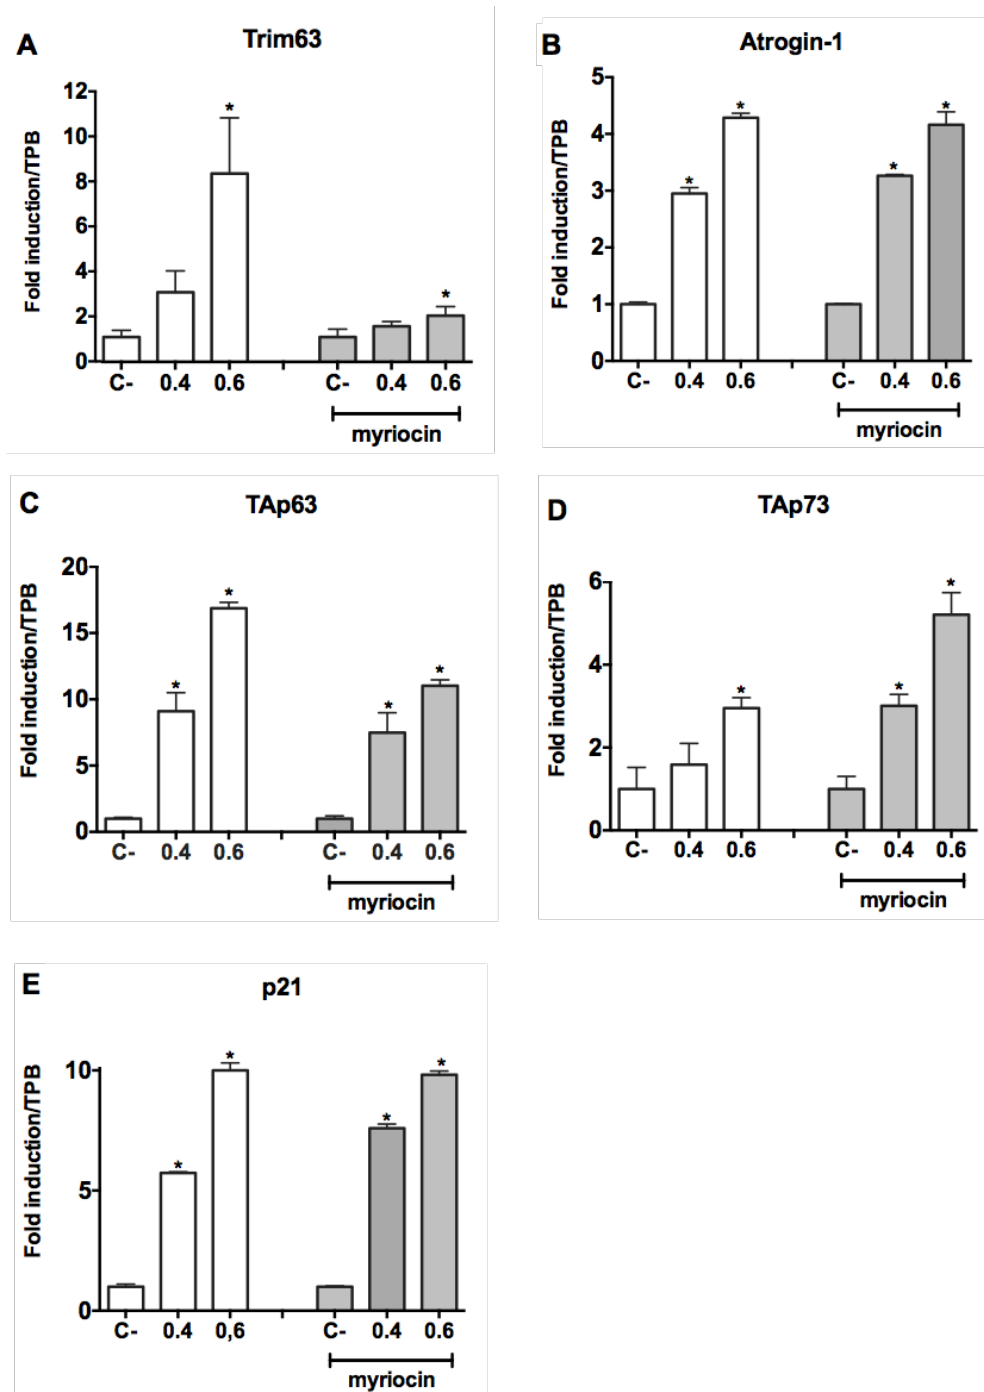 A
Trim63
Fold induction/TPB
12
10
8
6
4
2
0
*
*
C- 0.4 0.6 C- 0.4 0.6
myriocin
B
Atrogin-1
Fold induction/TPB
5
4
3
2
1
0
*
*
*
*
C- 0.4 0.6 C- 0.4 0.6
myriocin
C
TAp63
Fold induction/TPB
20
15
10
5
0
*
*
*
*
C- 0.4 0.6 C- 0.4 0.6
myriocin
D
TAp73
Fold induction/TPB
6
4
2
0
*
*
*
C- 0.4 0.6 C- 0.4 0.6
myriocin
E
p21
Fold induction/TPB
10
5
0
*
*
*
*
C- 0.4 0,6 C- 0.4 0.6
myriocin